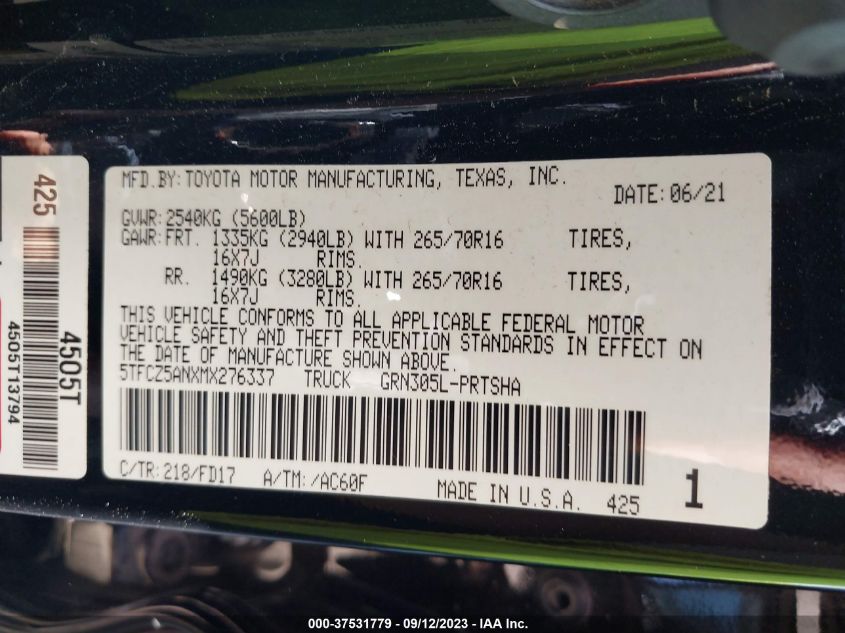 MFD.BY:TOYOTA MOTOR MANUFACTURING, TEXAS, INC.
DATE:06/21
GVWR:2540KG (5600LB)
GAWR:FRT. 1335KG (2940LB) WITH 265/70R16 TIRES,
16X7J RIMS.
RR. 1490KG (3280LB) WITH 265/70R16 TIRES,
16X7J RIMS.
THIS VEHICLE CONFORMS TO ALL APPLICABLE FEDERAL MOTOR
VEHICLE SAFETY AND THEFT PREVENTION STANDARDS IN EFFECT ON
THE DATE OF MANUFACTURE SHOWN ABOVE.
5TFCZ5ANXMX276337 TRUCK GRN305L-PRTSHA
C/TR:218/FD17 A/TM:/AC60F MADE IN U.S.A. 425 1
425
4505T
4505T13794
000-37531779 - 09/12/2023 - IAA Inc.